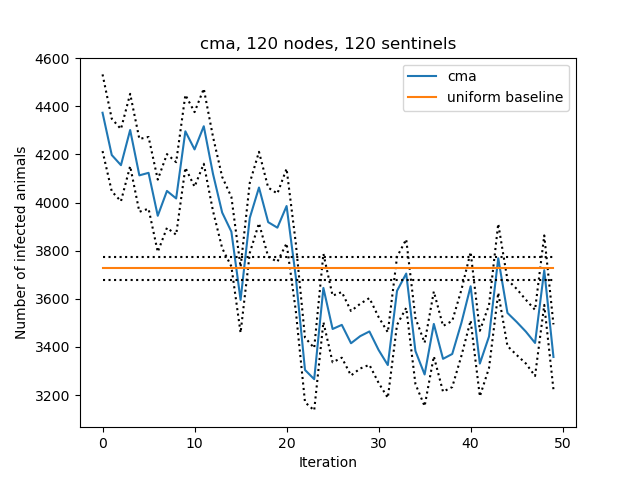 cma, 120 nodes, 120 sentinels
cma
uniform baseline
Number of infected animals
4600
4400
4200
4000
3800
3600
3400
3200
0 10 20 30 40 50
Iteration